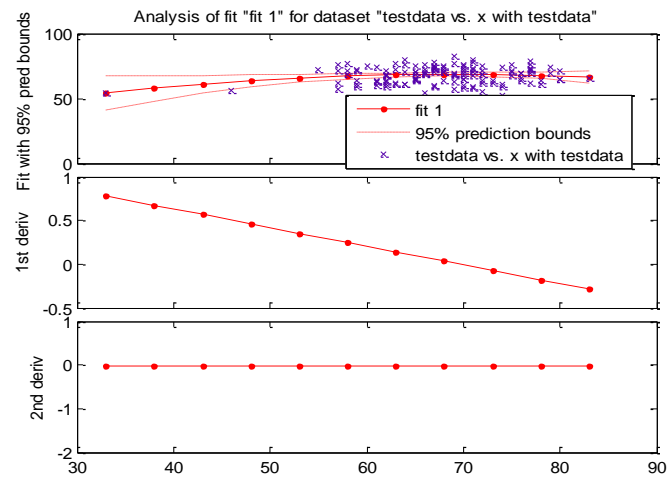 Analysis of fit "fit 1" for dataset "testdata vs. x with testdata"
Fit with 95% pred bounds
100
50
0
fit 1
95% prediction bounds
testdata vs. x with testdata
1st deriv
1
0.5
0
-0.5
2nd deriv
1
0
-1
-2
30
40
50
60
70
80
90